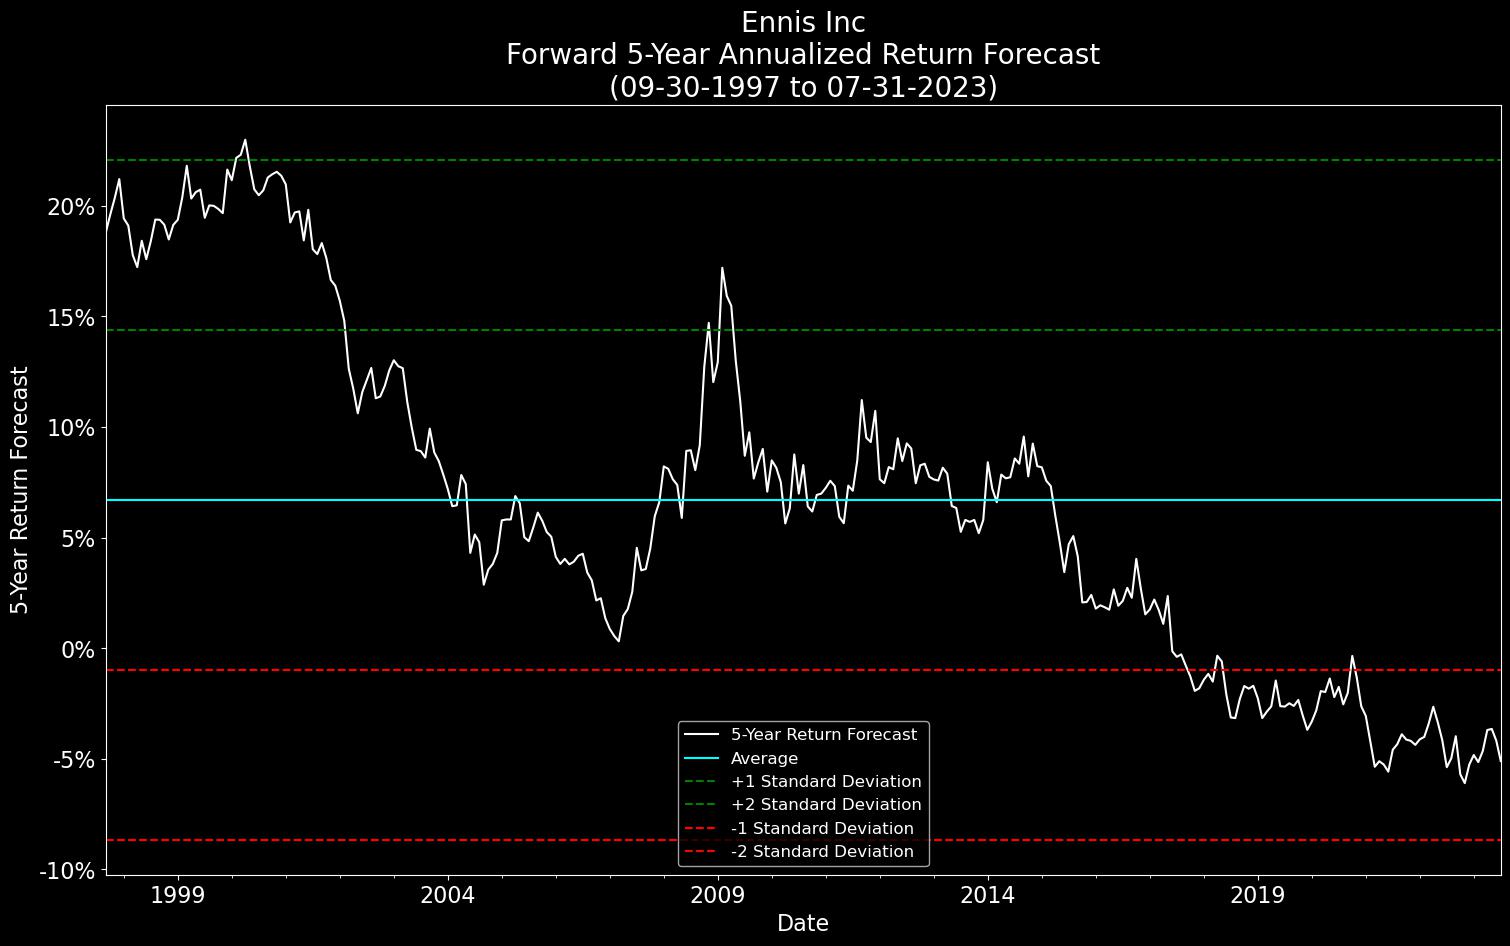 Ennis Inc
Forward 5-Year Annualized Return Forecast
(09-30-1997 to 07-31-2023)
5-Year Return Forecast
20%
15%
10%
5%
0%
-5%
-10%
5-Year Return Forecast
Average
+1 Standard Deviation
+2 Standard Deviation
-1 Standard Deviation
-2 Standard Deviation
1999 2004 2009 2014 2019
Date